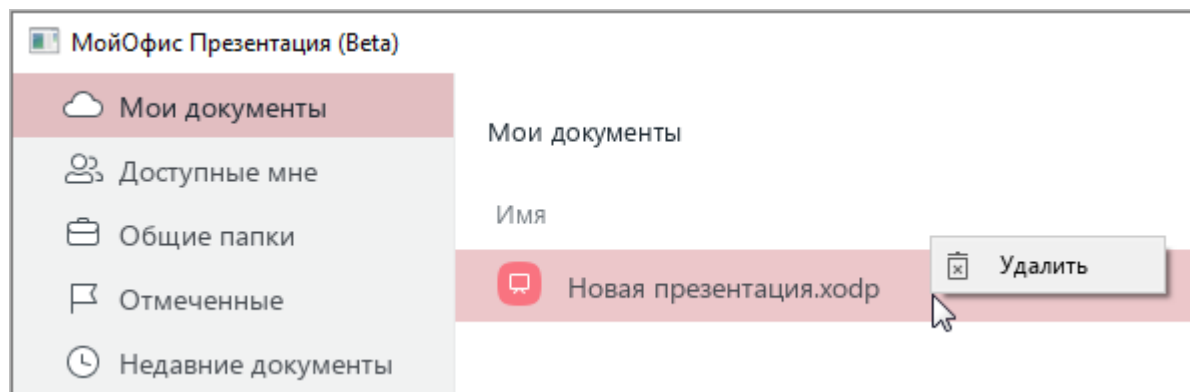 МойОфис Презентация (Beta)
Мои документы
Доступные мне
Общие папки
Отмеченные
Недавние документы
Мои документы
Имя
Новая презентация.xodp
Удалить